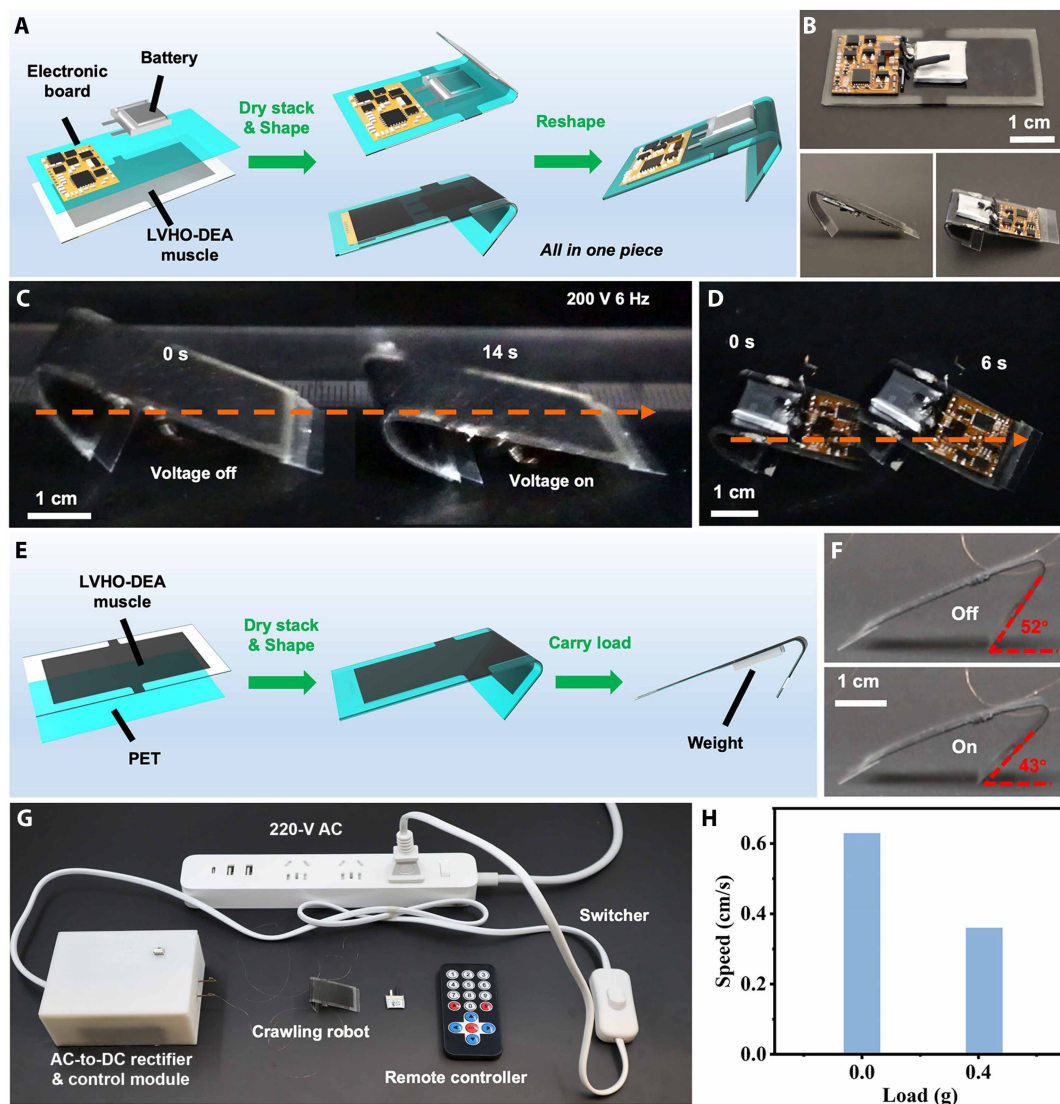 A
Battery
Electronic
board
Dry stack
& Shape
Reshape
LVHO-DEA
muscle
All in one piece
B
1 cm
C
200 V 6 Hz
0 s
14 s
Voltage off
Voltage on
1 cm
D
0 s
6 s
1 cm
E
LVHO-DEA
muscle
Dry stack
& Shape
Carry load
PET
Weight
F
Off
52°
1 cm
On
43°
G
220-V AC
Switcher
Crawling robot
AC-to-DC rectifier
& control module
Remote controller
H
Speed (cm/s)
0.6
0.4
0.2
0.0
0.0
0.4
Load (g)